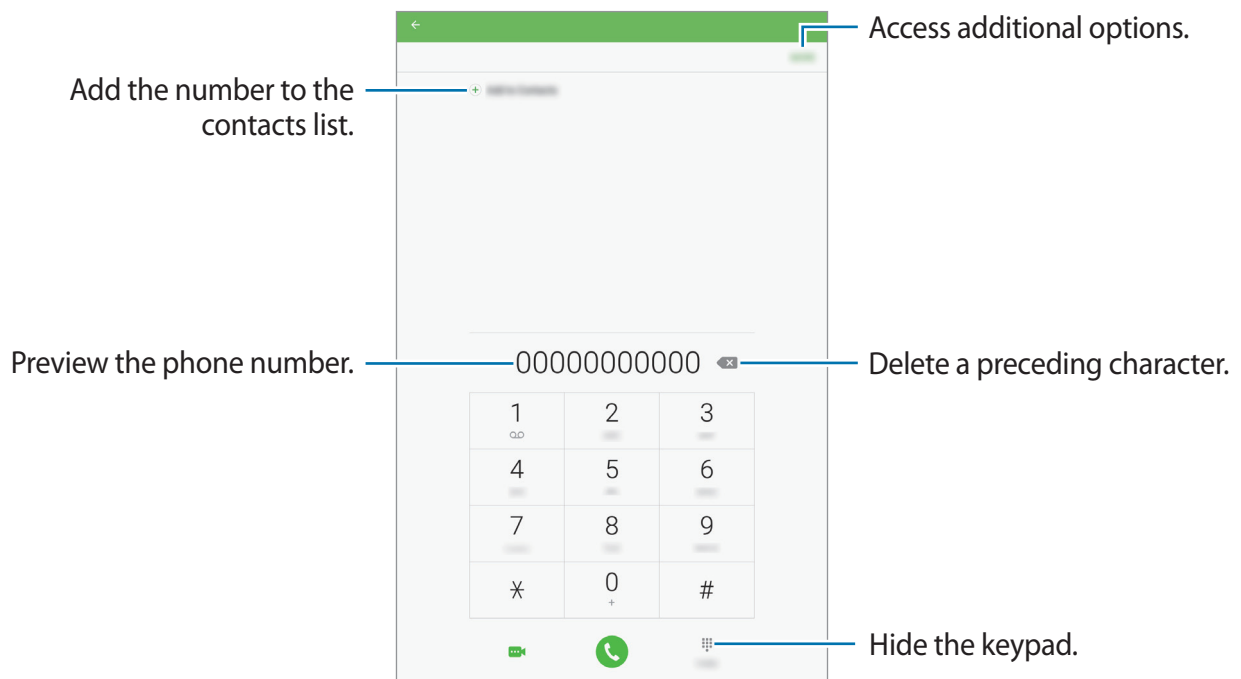 Access additional options.
Add the number to the
contacts list.
Preview the phone number.
00000000000
Delete a preceding character.
1 2 3
4 5 6
7 8 9
* 0 #
+
Hide the keypad.